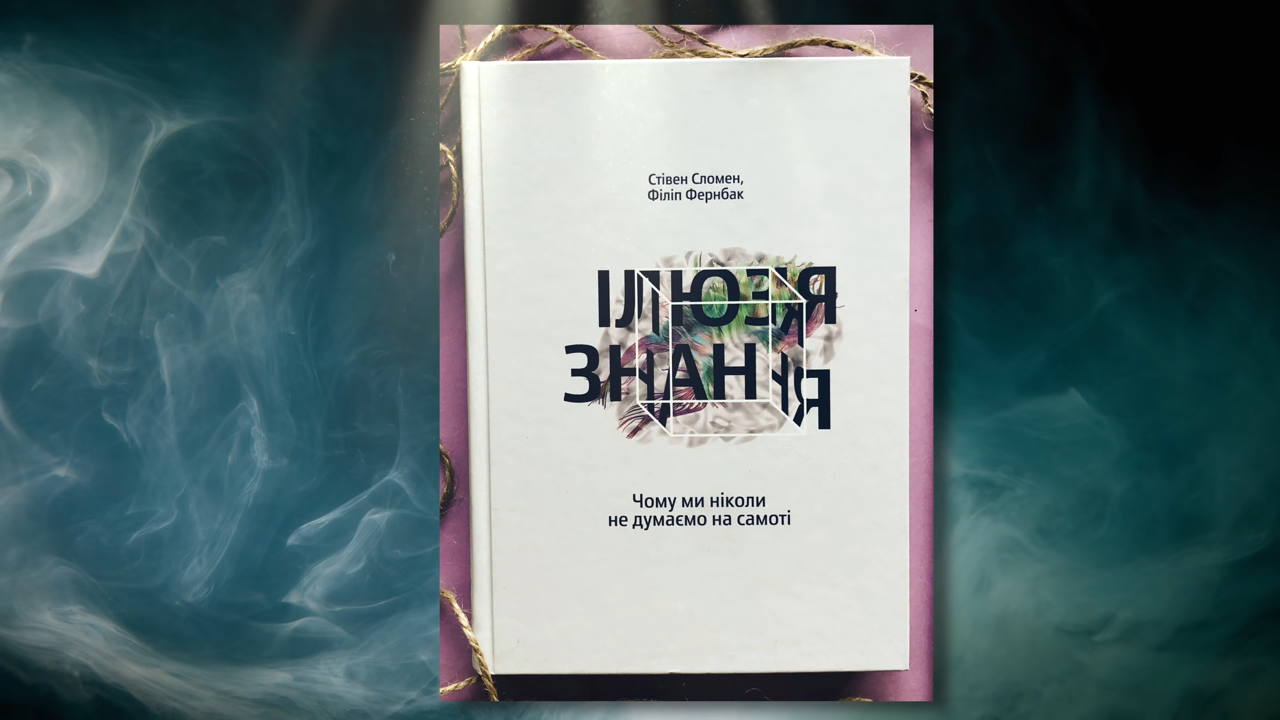 Стівен Сломен,
Філіп Фернбак
ІЛЮЗІЯ
ЗНАННЯ
Чому ми ніколи
не думаємо на самоті